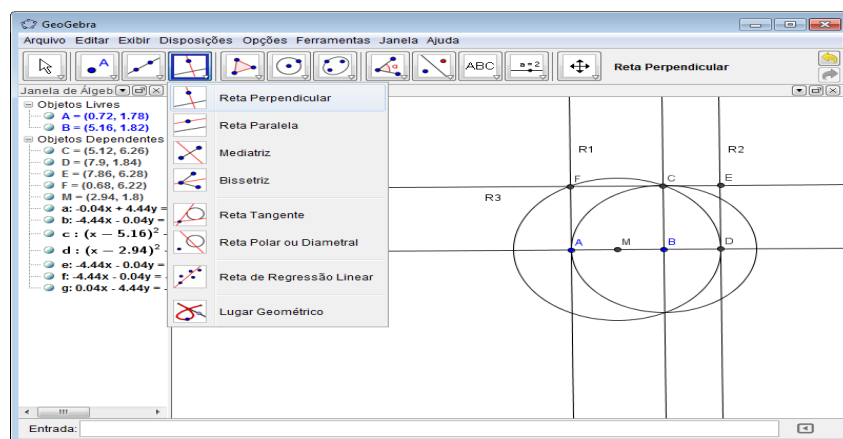 GeoGebra
Arquivo Editar Exibir Disposições Opções Ferramentas Janela Ajuda
A
α
ABC
a=2
Reta Perpendicular
Janela de Álgeb
Objetos Livres
A = (0.72, 1.78)
B = (5.16, 1.82)
Objetos Dependentes
C = (5.12, 6.26)
D = (7.9, 1.84)
E = (7.86, 6.28)
F = (0.68, 6.22)
M = (2.94, 1.8)
a: -0.04x + 4.44y =
b: -4.44x - 0.04y =
c : (x − 5.16)²
d : (x − 2.94)²
e: -4.44x - 0.04y =
f: -4.44x - 0.04y =
g: 0.04x - 4.44y =
Reta Perpendicular
Reta Paralela
Mediatriz
Bissetriz
Reta Tangente
Reta Polar ou Diametral
Reta de Regressão Linear
Lugar Geométrico
R1 R2
F C E
R3
A M B D
Entrada: